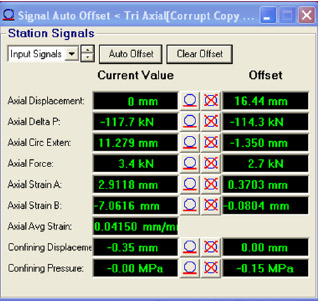 Signal Auto Offset < Tri Axial[Corrupt Copy ...
Station Signals
Input Signals Auto Offset Clear Offset
Current Value Offset
Axial Displacement: 0 mm 16.44 mm
Axial Delta P: -117.7 kN -114.3 kN
Axial Circ Exten: 11.279 mm -1.350 mm
Axial Force: 3.4 kN 2.7 kN
Axial Strain A: 2.9118 mm 0.3703 mm
Axial Strain B: -7.0616 mm -0.0804 mm
Axial Avg Strain: 0.04150 mm/m
Confining Displaceme -0.35 mm 0.00 mm
Confining Pressure: -0.00 MPa -0.15 MPa